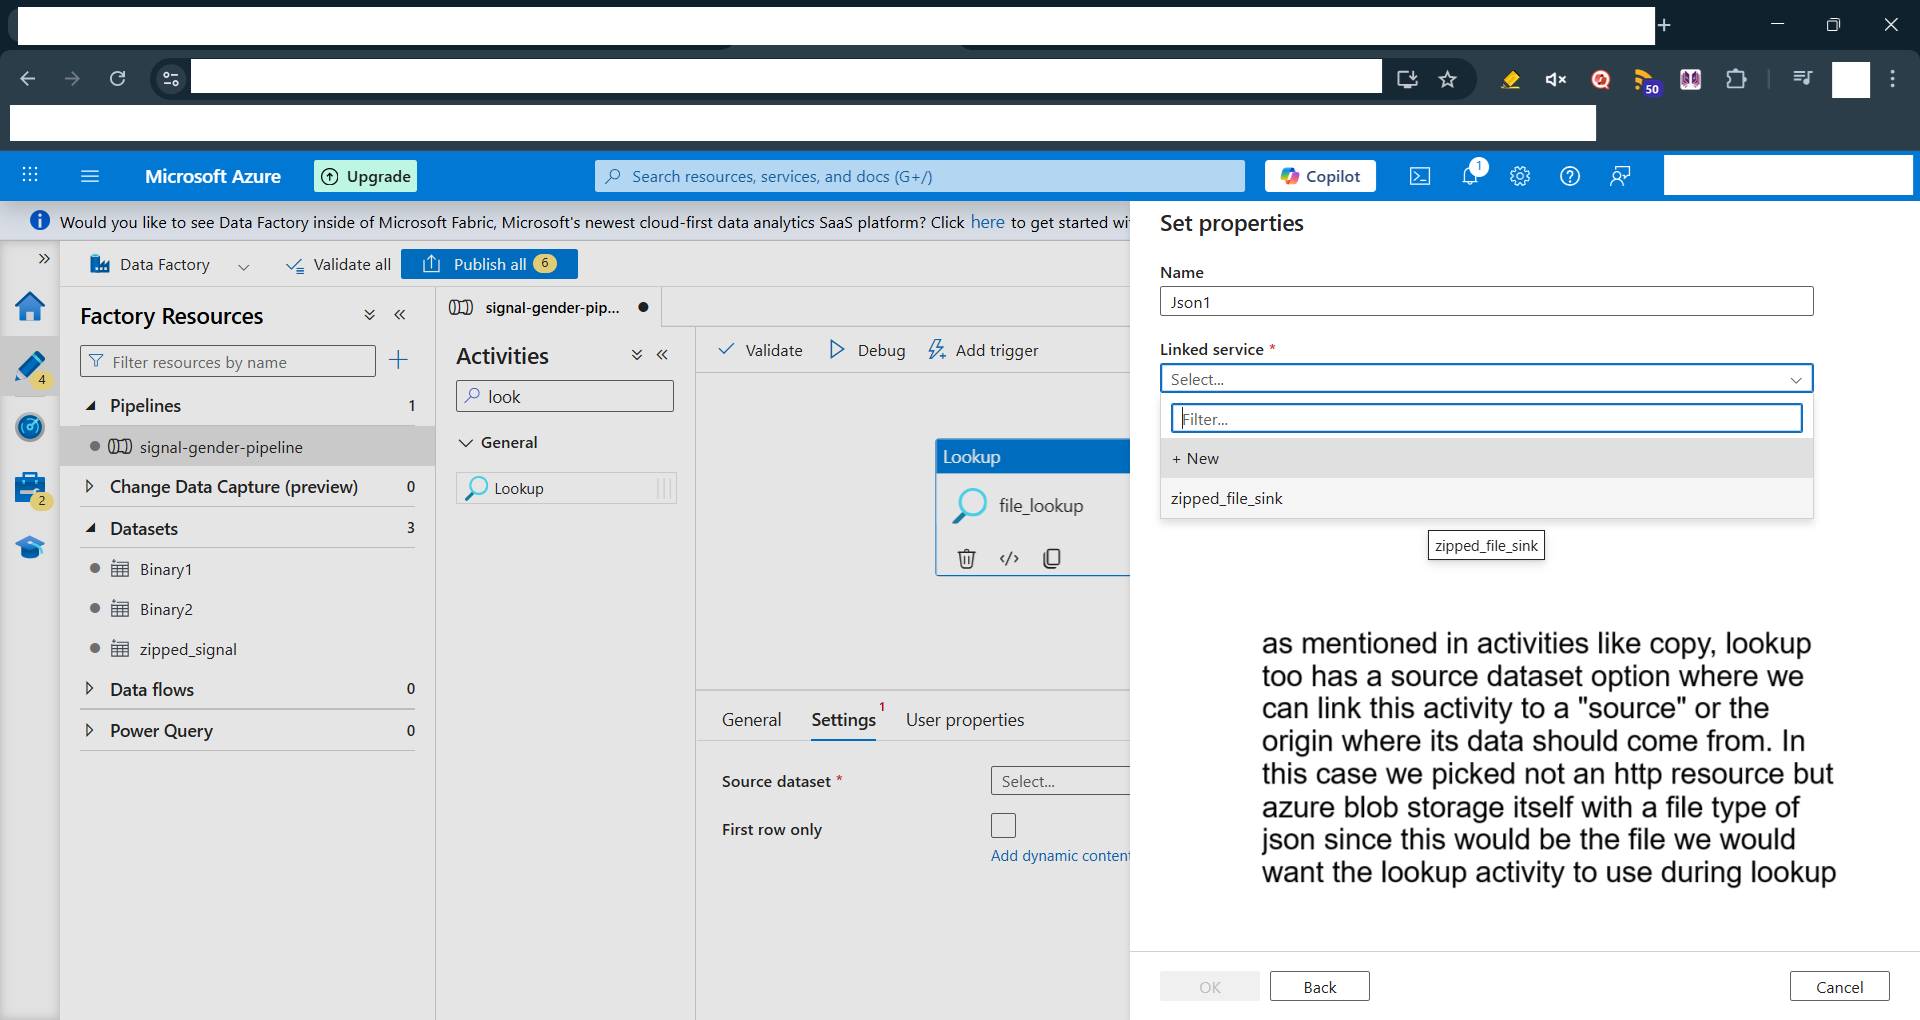 50
Microsoft Azure
Upgrade
Search resources, services, and docs (G+/)
Copilot
1
Would you like to see Data Factory inside of Microsoft Fabric, Microsoft's newest cloud-first data analytics SaaS platform? Click here to get started wi
Data Factory
Validate all
Publish all 6
4
2
Factory Resources
Filter resources by name
Pipelines 1
signal-gender-pipeline
Change Data Capture (preview) 0
Datasets 3
Binary1
Binary2
zipped_signal
Data flows 0
Power Query 0
signal-gender-pip...
Activities
look
General
Lookup
Validate
Debug
Add trigger
Lookup
file_lookup
General
Settings 1
User properties
Source dataset *
Select...
First row only
Add dynamic content
Set properties
Name
Json1
Linked service *
Select...
Filter...
+ New
zipped_file_sink
zipped_file_sink
as mentioned in activities like copy, lookup
too has a source dataset option where we
can link this activity to a "source" or the
origin where its data should come from. In
this case we picked not an http resource but
azure blob storage itself with a file type of
json since this would be the file we would
want the lookup activity to use during lookup
OK
Back
Cancel